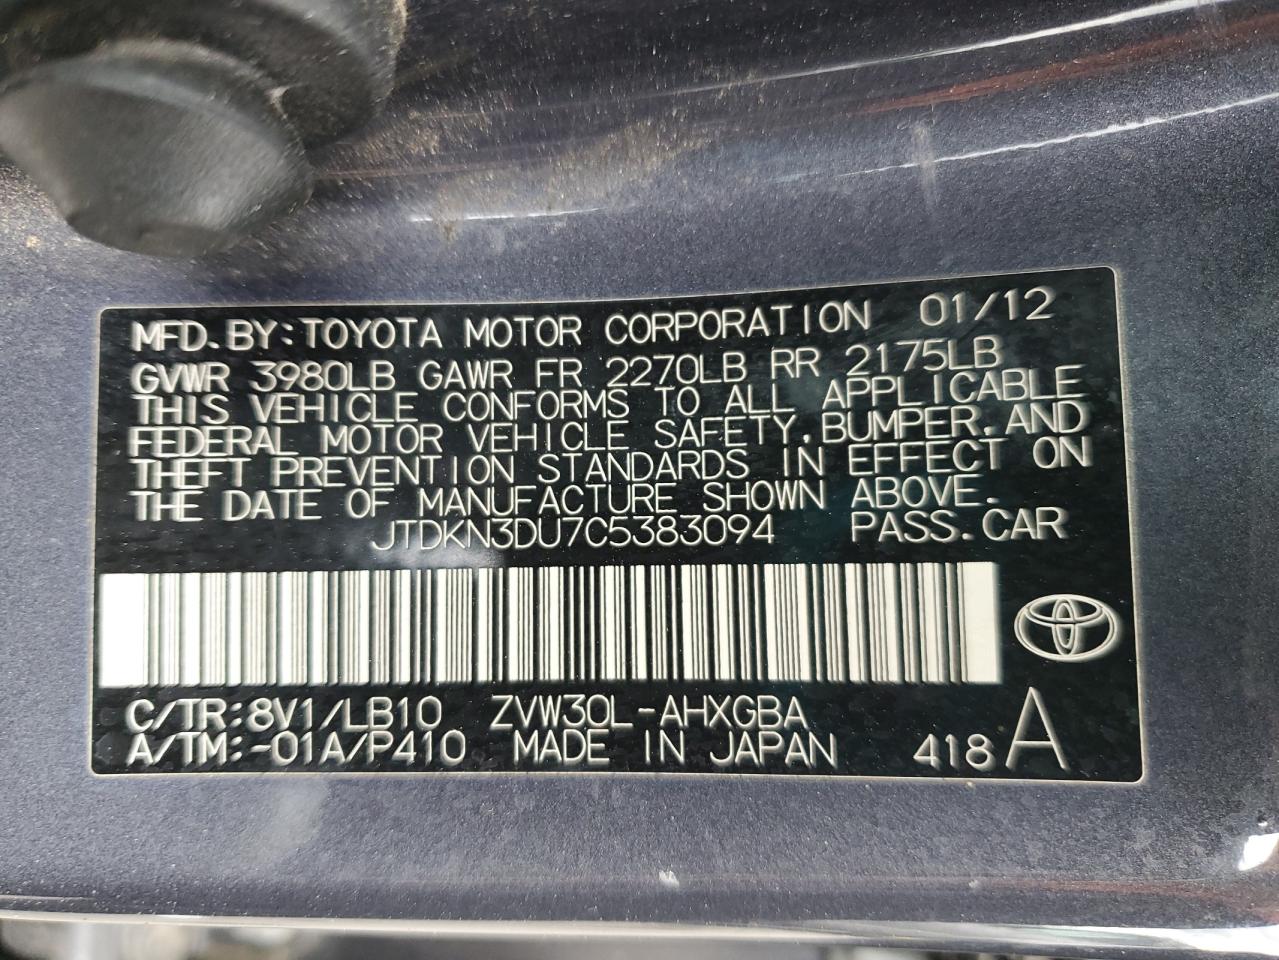 MFD. BY: TOYOTA MOTOR CORPORATION 01/12
GVWR 3980LB GAWR FR 2270LB RR 2175LB
THIS VEHICLE CONFORMS TO ALL APPLICABLE
FEDERAL MOTOR VEHICLE SAFETY, BUMPER, AND
THEFT PREVENTION STANDARDS IN EFFECT ON
THE DATE OF MANUFACTURE SHOWN ABOVE.
JTDKN3DU7C5383094 PASS. CAR
C/TR:8V1/LB10 ZVW30L-AHXGBA
A/TM:-01A/P410 MADE IN JAPAN 418 A